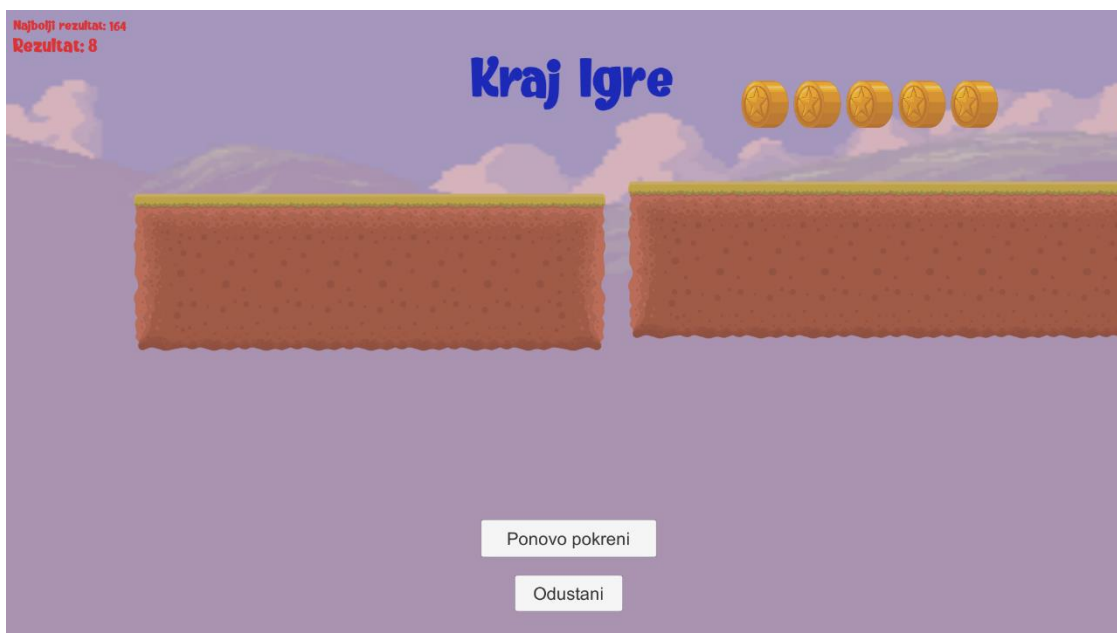 Najbolji rezultat: 164
Rezultat: 8
Kraj Igre
Ponovo pokreni
Odustani